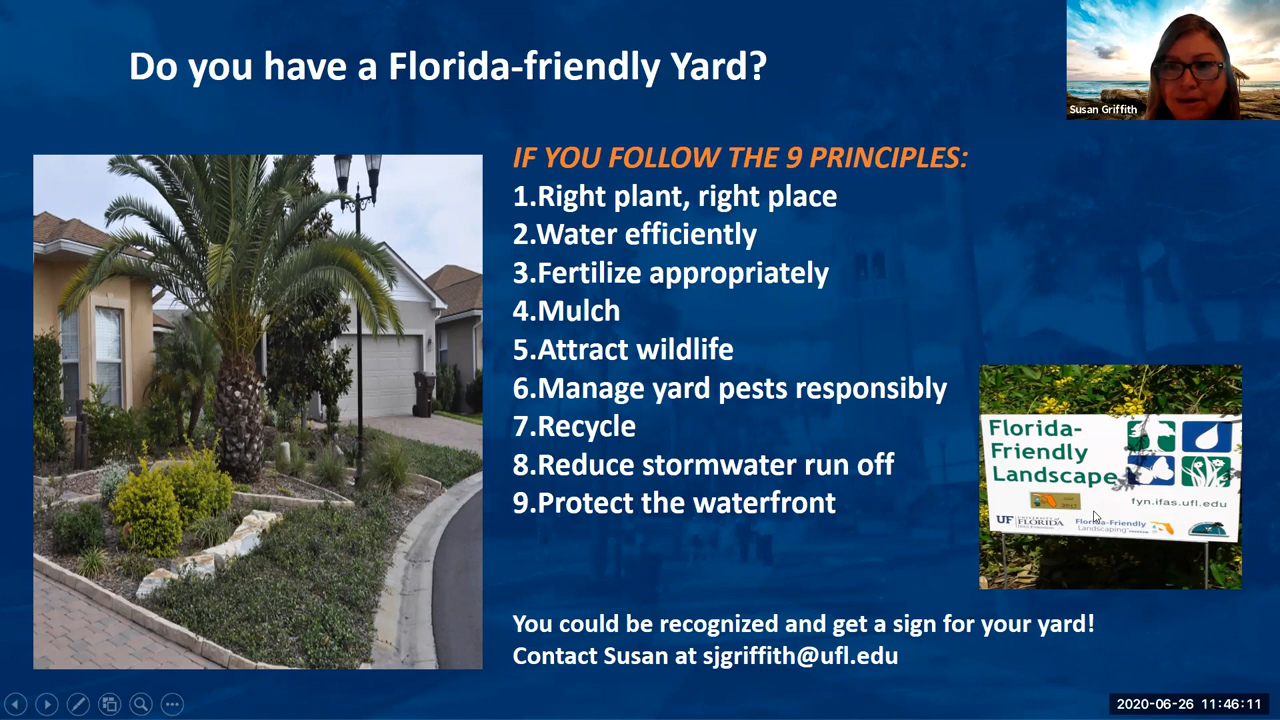 Do you have a Florida-friendly Yard?
Susan Griffith
IF YOU FOLLOW THE 9 PRINCIPLES:
1.Right plant, right place
2.Water efficiently
3.Fertilize appropriately
4.Mulch
5.Attract wildlife
6.Manage yard pests responsibly
7.Recycle
8.Reduce stormwater run off
9.Protect the waterfront
Florida-
Friendly
Landscape
fyn.ifas.ufl.edu
UF UNIVERSITY of
FLORIDA
Florida-Friendly
Landscaping
You could be recognized and get a sign for your yard!
Contact Susan at sjgriffith@ufl.edu
2020-06-26 11:46:11